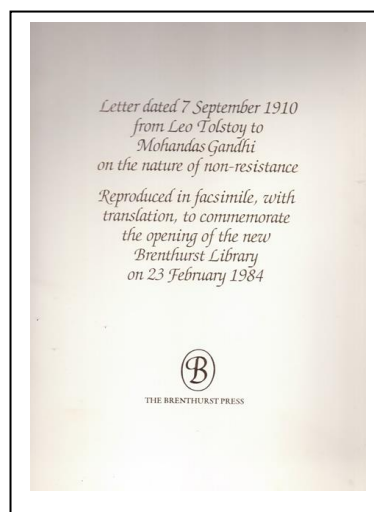 Letter dated 7 September 1910
from Leo Tolstoy to
Mohandas Gandhi
on the nature of non-resistance
Reproduced in facsimile, with
translation, to commemorate
the opening of the new
Brenthurst Library
on 23 February 1984
B
THE BRENTHURST PRESS